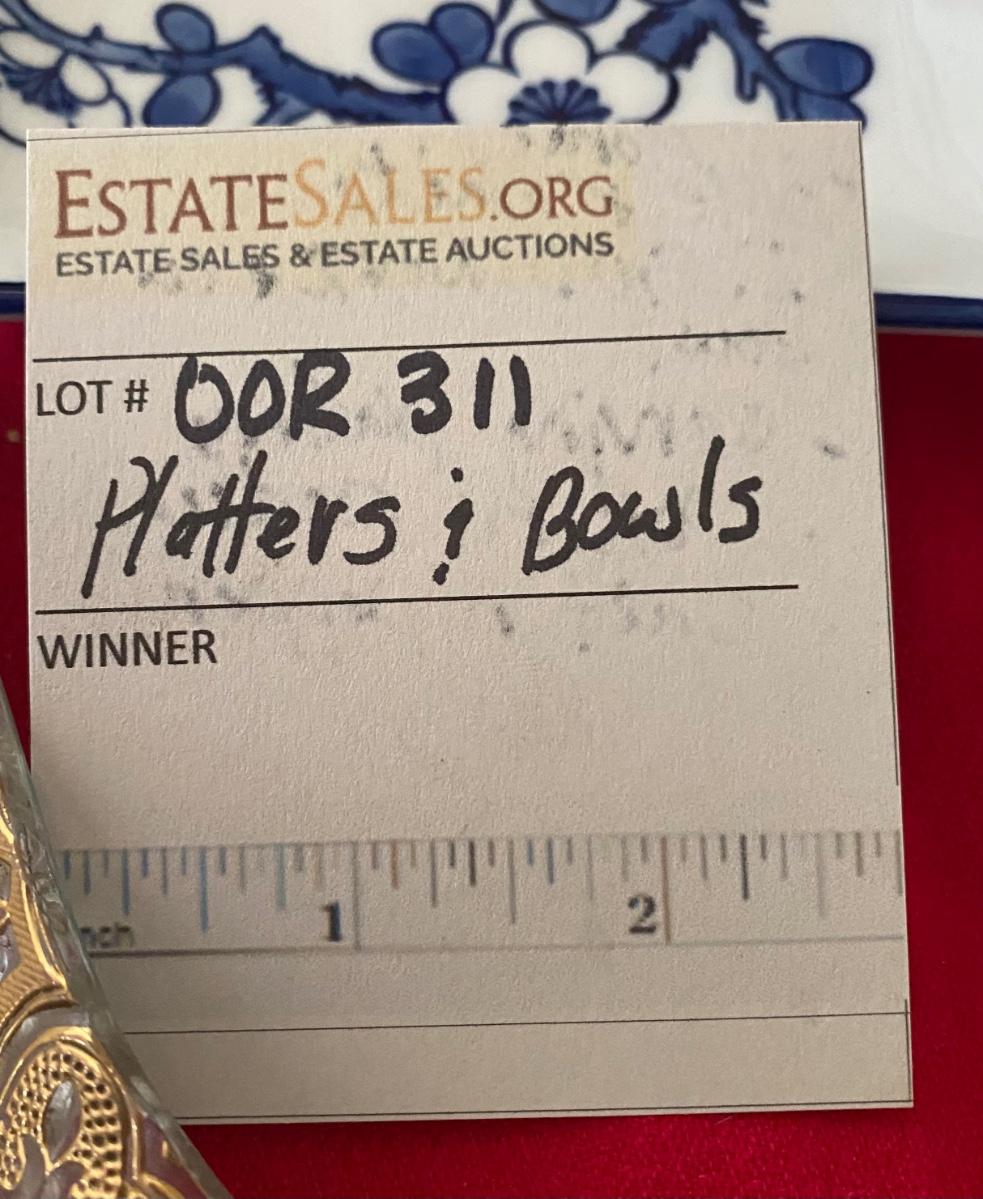 ESTATESALES.ORG
ESTATE SALES & ESTATE AUCTIONS
LOT # OOR 311
Platters & Bowls
WINNER
1 2